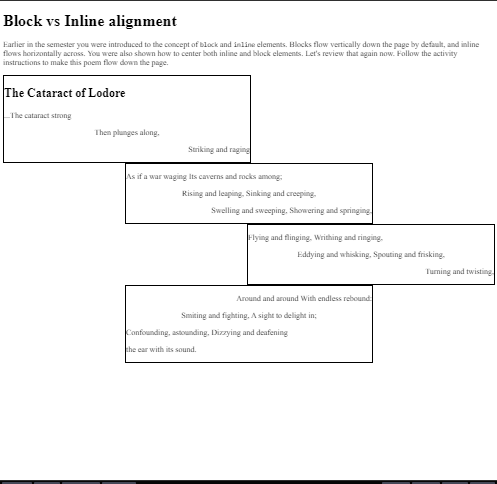 Block vs Inline alignment
Earlier in the semester you were introduced to the concept of block and inline elements. Blocks flow vertically down the page by default, and inline
flows horizontally across. You were also shown how to center both inline and block elements. Let's review that again now. Follow the activity
instructions to make this poem flow down the page.
The Cataract of Lodore
...The cataract strong
Then plunges along,
Striking and raging
As if a war waging Its caverns and rocks among;
Rising and leaping, Sinking and creeping,
Swelling and sweeping, Showering and springing,
Flying and flinging, Writhing and ringing,
Eddying and whisking, Spouting and frisking,
Turning and twisting,
Around and around With endless rebound:
Smiting and fighting, A sight to delight in;
Confounding, astounding, Dizzying and deafening
the ear with its sound.